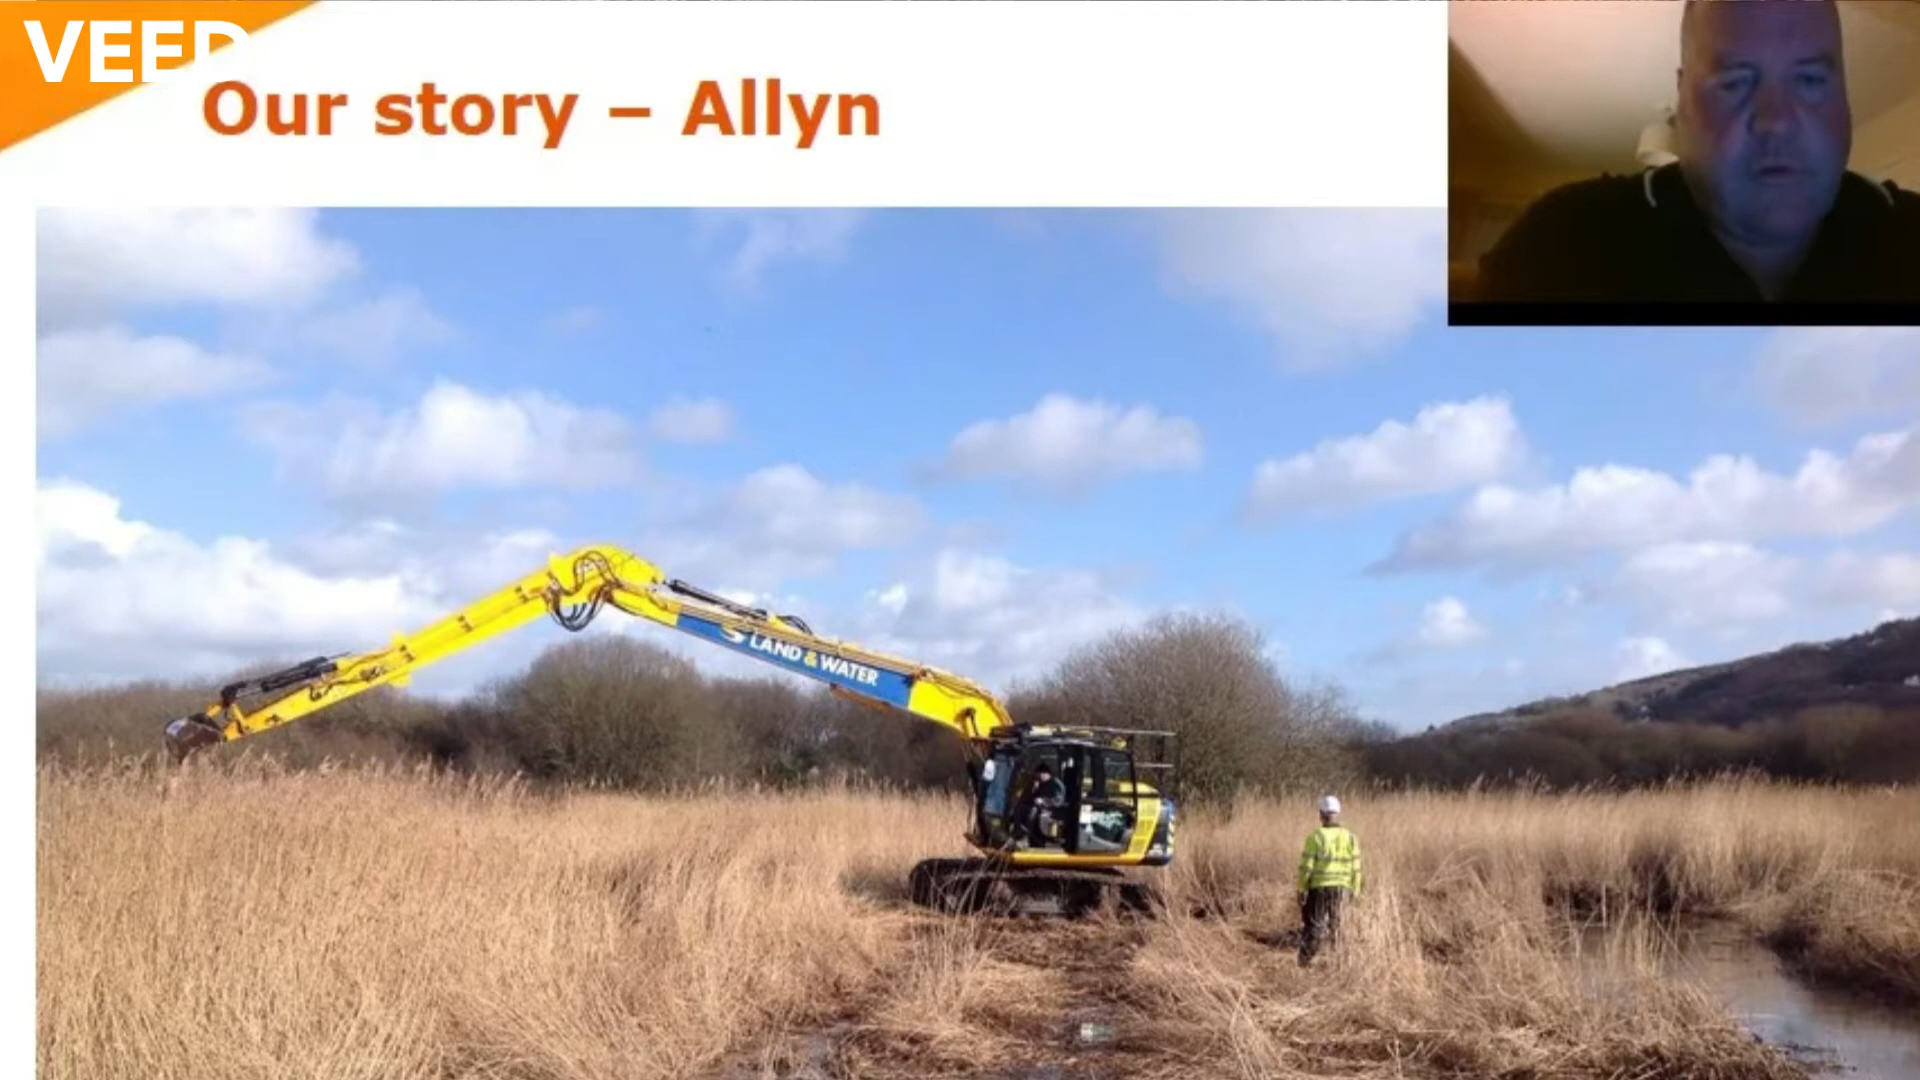 VEED
Our story – Allyn
LAND & WATER